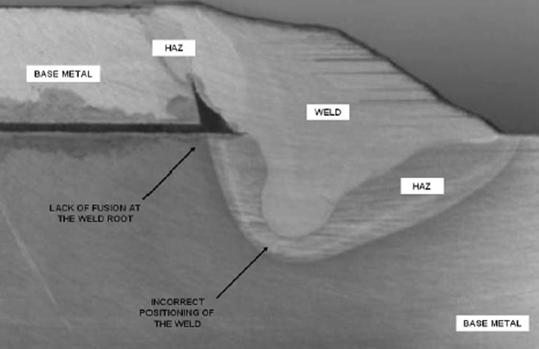 HAZ
BASE METAL
WELD
HAZ
LACK OF FUSION AT
THE WELD ROOT
INCORRECT
POSITIONING OF
THE WELD
BASE METAL